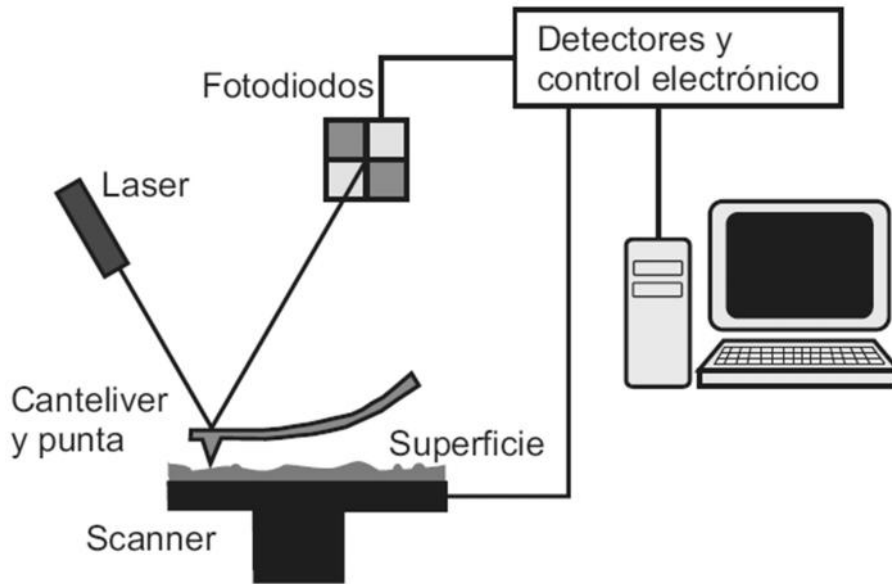 Detectores y
control electrónico
Fotodiodos
Laser
Canteliver
y punta
Superficie
Scanner